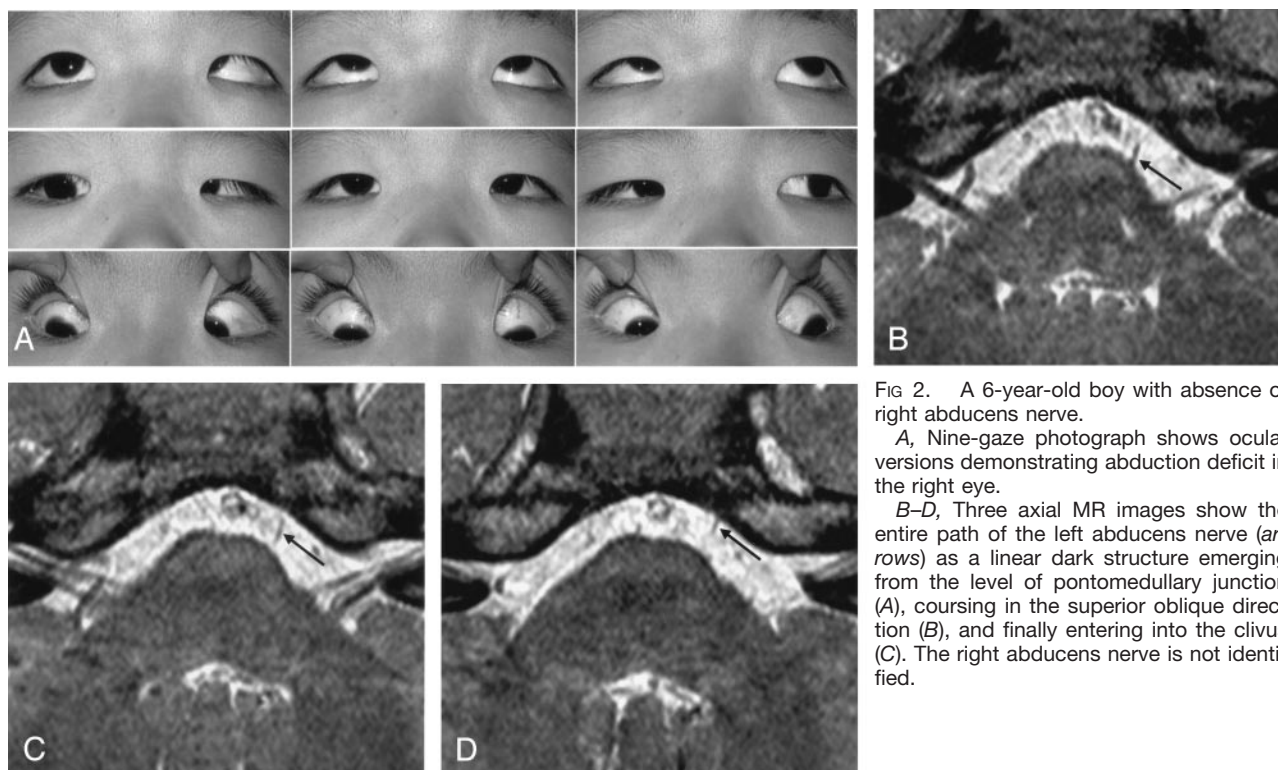 A
B
C
D
FIG 2. A 6-year-old boy with absence o
right abducens nerve.
A, Nine-gaze photograph shows ocula
versions demonstrating abduction deficit in
the right eye.
B–D, Three axial MR images show the
entire path of the left abducens nerve (ar
rows) as a linear dark structure emerging
from the level of pontomedullary junction
(A), coursing in the superior oblique direc
tion (B), and finally entering into the clivu
(C). The right abducens nerve is not identi
fied.